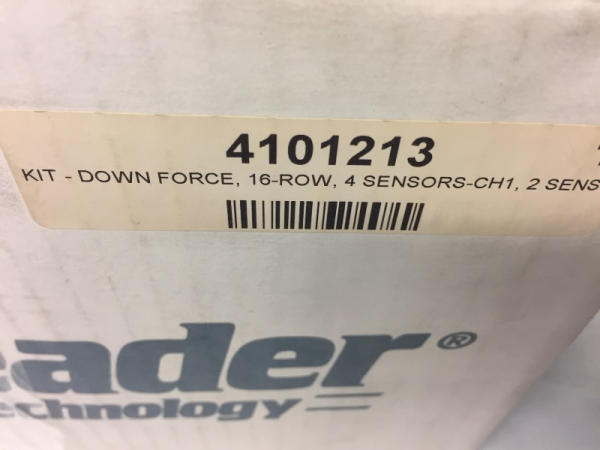 4101213
KIT - DOWN FORCE, 16-ROW, 4 SENSORS-CH1, 2 SENS
eader®
echnology